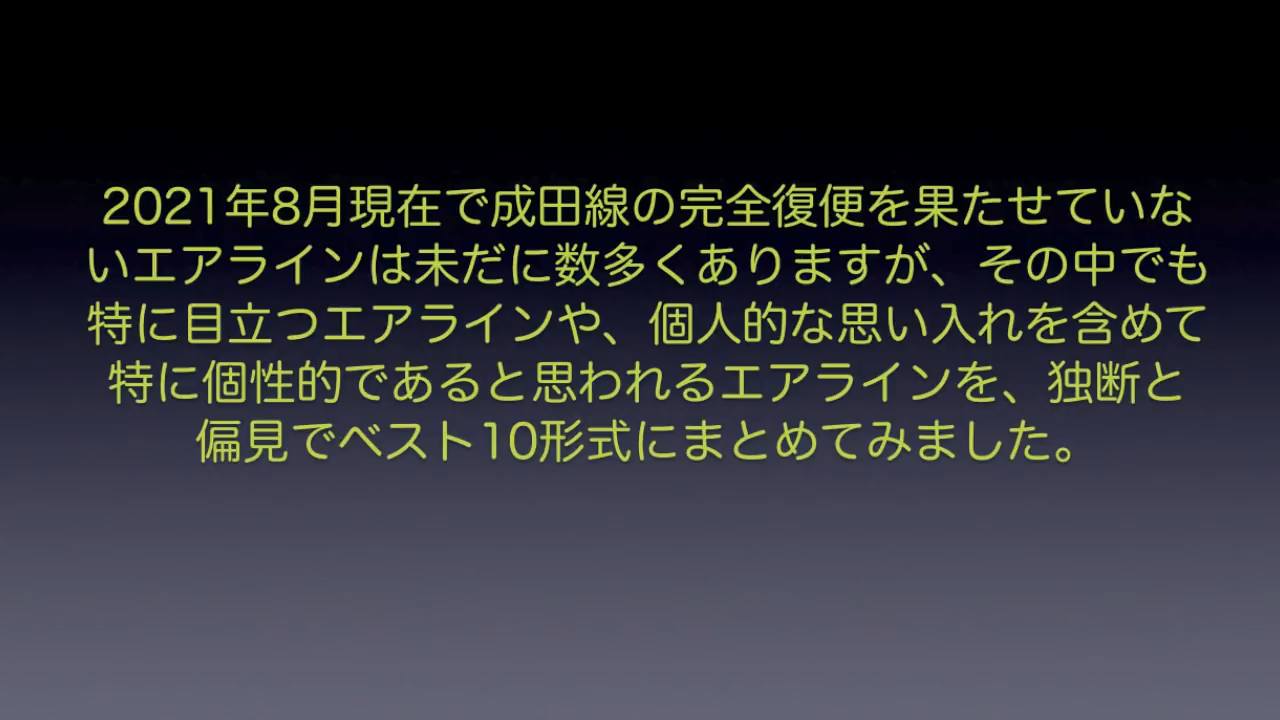 2021年8月現在で成田線の完全復便を果たせていな
いエアラインは未だに数多くありますが、その中でも
特に目立つエアラインや、個人的な思い入れを含めて
特に個性的であると思われるエアラインを、独断と
偏見でベスト10形式にまとめてみました。